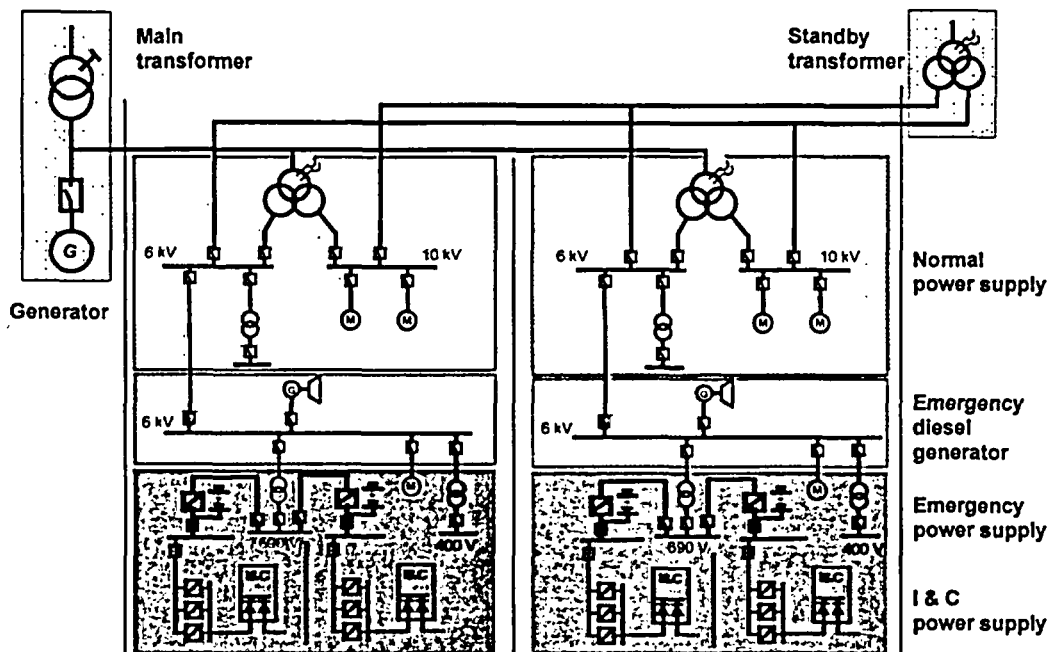 Main
transformer
Standby
transformer
G
Generator
6 kV
10 kV
M
M
6 kV
10 kV
M
M
Normal
power supply
G
6 kV
M
G
6 kV
M
Emergency
diesel
generator
400 V
690 V
400 V
Emergency
power supply
I&C
I&C
I&C
I&C
I & C
power supply